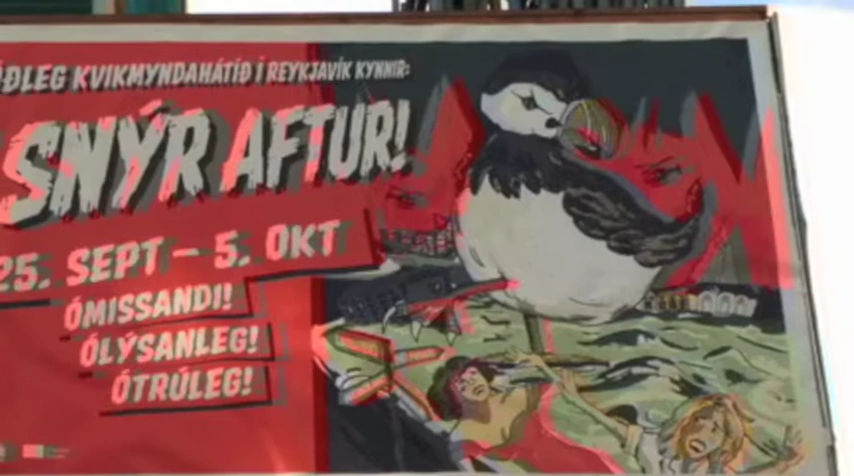 ÐLEG KVIKMYNDAHÁTÍÐ Í REYKJAVÍK KYNNIR:
SNÝR AFTUR!
25. SEPT – 5. OKT
ÓMISSANDI!
ÓLÝSANLEG!
ÓTRÚLEG!